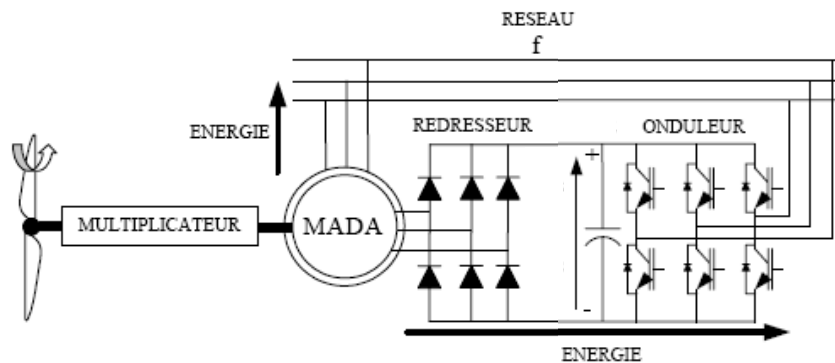 RESEAU
f
ENERGIE
REDRESSEUR
ONDULEUR
+
MULTIPLICATEUR
MADA
-
ENERGIE